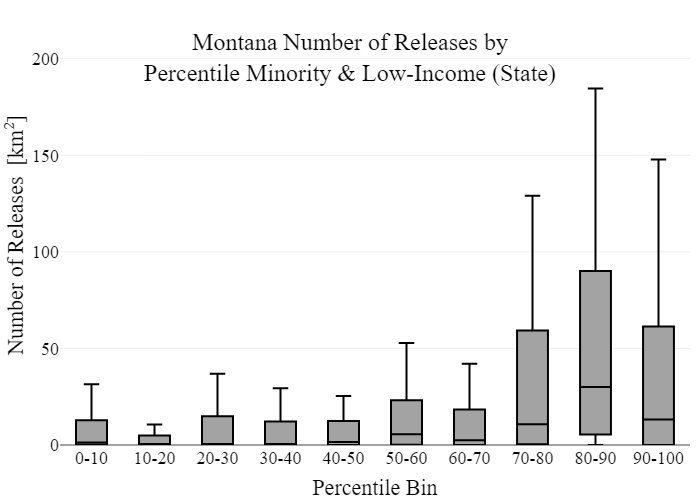 Montana Number of Releases by
Percentile Minority & Low-Income (State)
Number of Releases [km²]
200
150
100
50
0
0-10 10-20 20-30 30-40 40-50 50-60 60-70 70-80 80-90 90-100
Percentile Bin